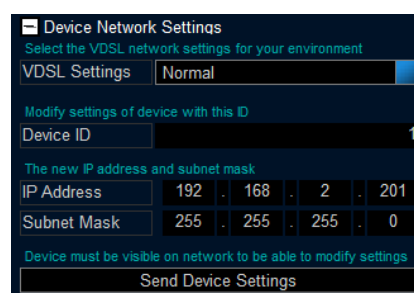 Device Network Settings
Select the VDSL network settings for your environment
VDSL Settings Normal
Modify settings of device with this ID
Device ID 1
The new IP address and subnet mask
IP Address 192 . 168 . 2 . 201
Subnet Mask 255 . 255 . 255 . 0
Device must be visible on network to be able to modify settings
Send Device Settings